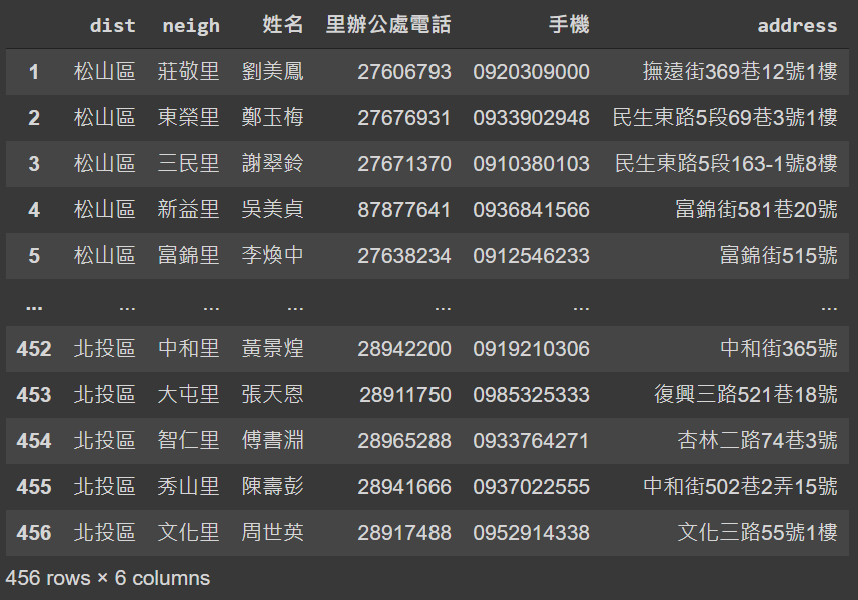 dist neigh 姓名 里辦公處電話 手機 address
1 松山區 莊敬里 劉美鳳 27606793 0920309000 撫遠街369巷12號1樓
2 松山區 東榮里 鄭玉梅 27676931 0933902948 民生東路5段69巷3號1樓
3 松山區 三民里 謝翠鈴 27671370 0910380103 民生東路5段163-1號8樓
4 松山區 新益里 吳美貞 87877641 0936841566 富錦街581巷20號
5 松山區 富錦里 李煥中 27638234 0912546233 富錦街515號
... ... ... ... ... ... ...
452 北投區 中和里 黃景煌 28942200 0919210306 中和街365號
453 北投區 大屯里 張天恩 28911750 0985325333 復興三路521巷18號
454 北投區 智仁里 傅書淵 28965288 0933764271 杏林二路74巷3號
455 北投區 秀山里 陳壽彭 28941666 0937022555 中和街502巷2弄15號
456 北投區 文化里 周世英 28917488 0952914338 文化三路55號1樓
456 rows × 6 columns